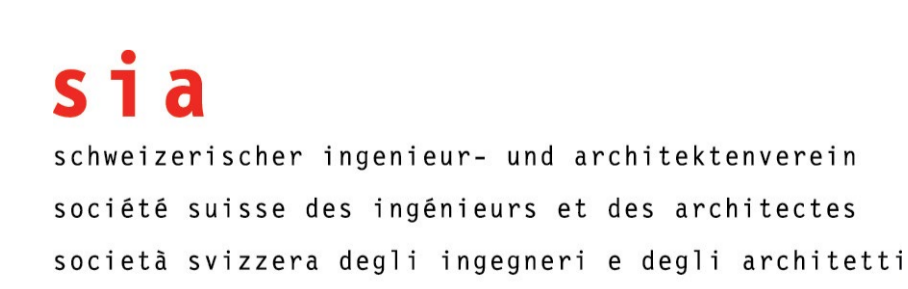 sia
schweizerischer ingenieur- und architektenverein
société suisse des ingénieurs et des architectes
società svizzera degli ingegneri e degli architetti